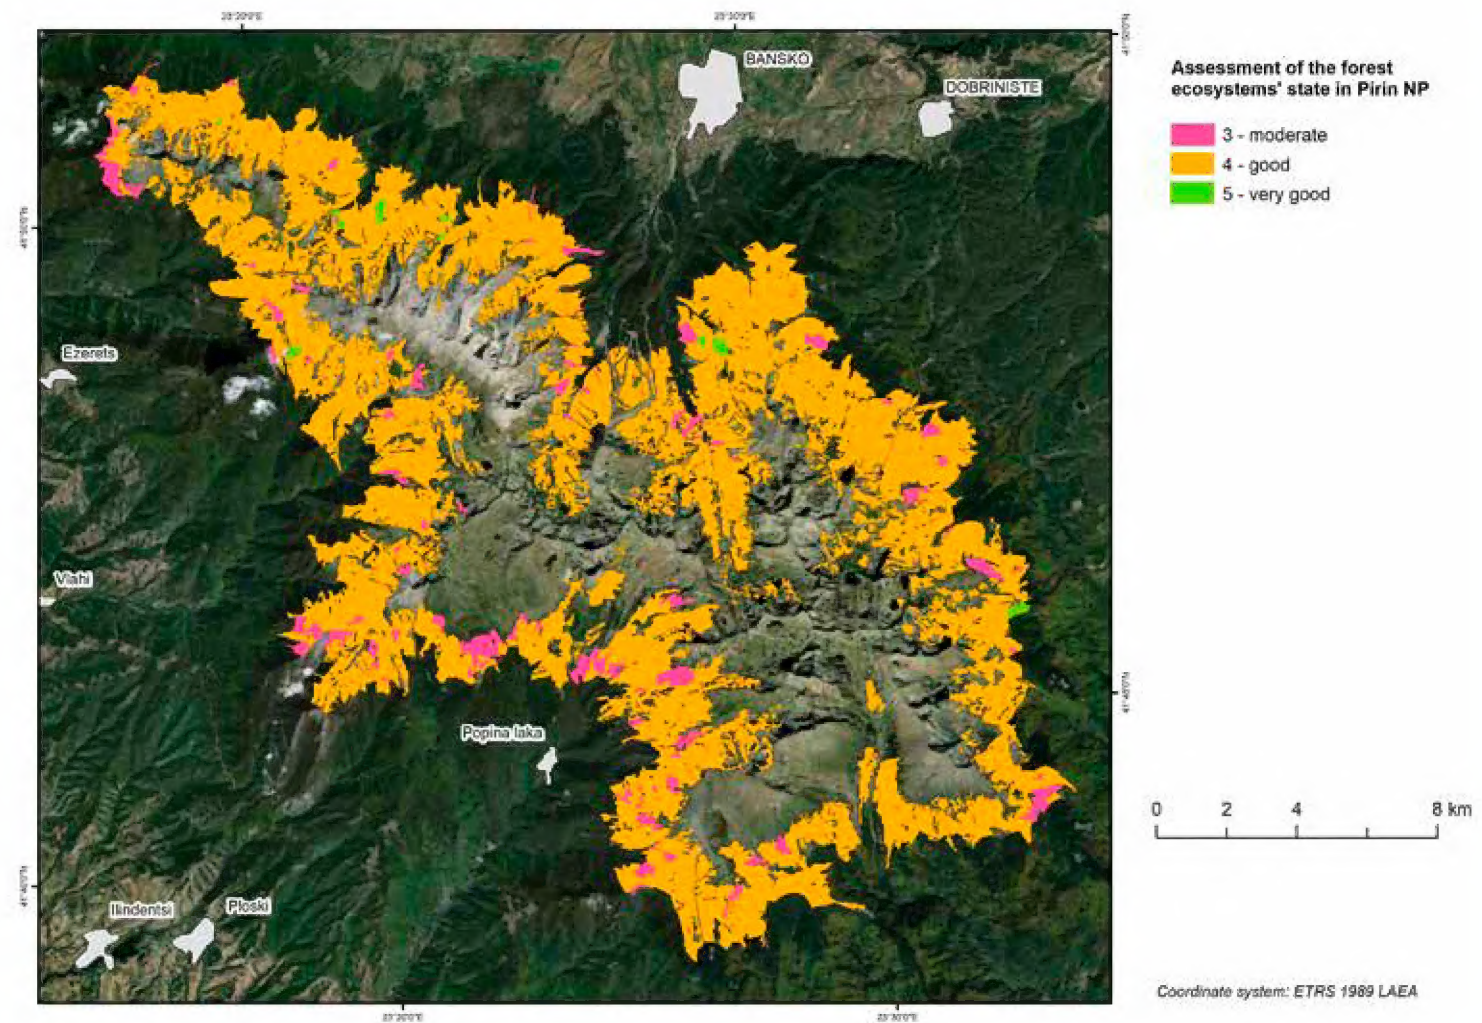 BANSKO
DOBRINISTE
Assessment of the forest
ecosystems' state in Pirin NP
3 - moderate
4 - good
5 - very good
Ezerets
Vlahi
Popina laka
Ilindentsi
Ploski
0 2 4 8 km
Coordinate system: ETRS 1989 LAEA